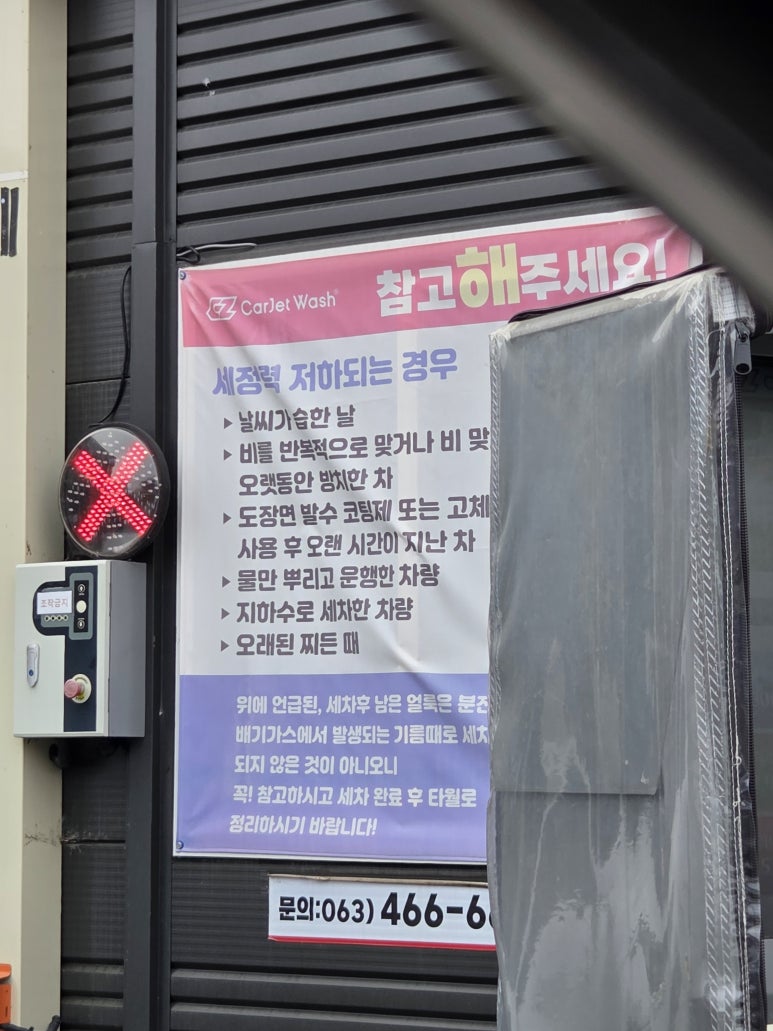 CarJet Wash
참고해주세요!
세정력 저하되는 경우
▸ 날씨가 습한 날
▸ 비를 반복적으로 맞거나 비 맞
오랫동안 방치한 차
▸ 도장면 발수 코팅제 또는 고체
사용 후 오랜 시간이 지난 차
▸ 물만 뿌리고 운행한 차량
▸ 지하수로 세차한 차량
▸ 오래된 찌든 때
조작금지
위에 언급된, 세차후 남은 얼룩은 분진
배기가스에서 발생되는 기름때로 세차
되지 않은 것이 아니오니
꼭! 참고하시고 세차 완료 후 타월로
정리하시기 바랍니다!
문의:063) 466-6